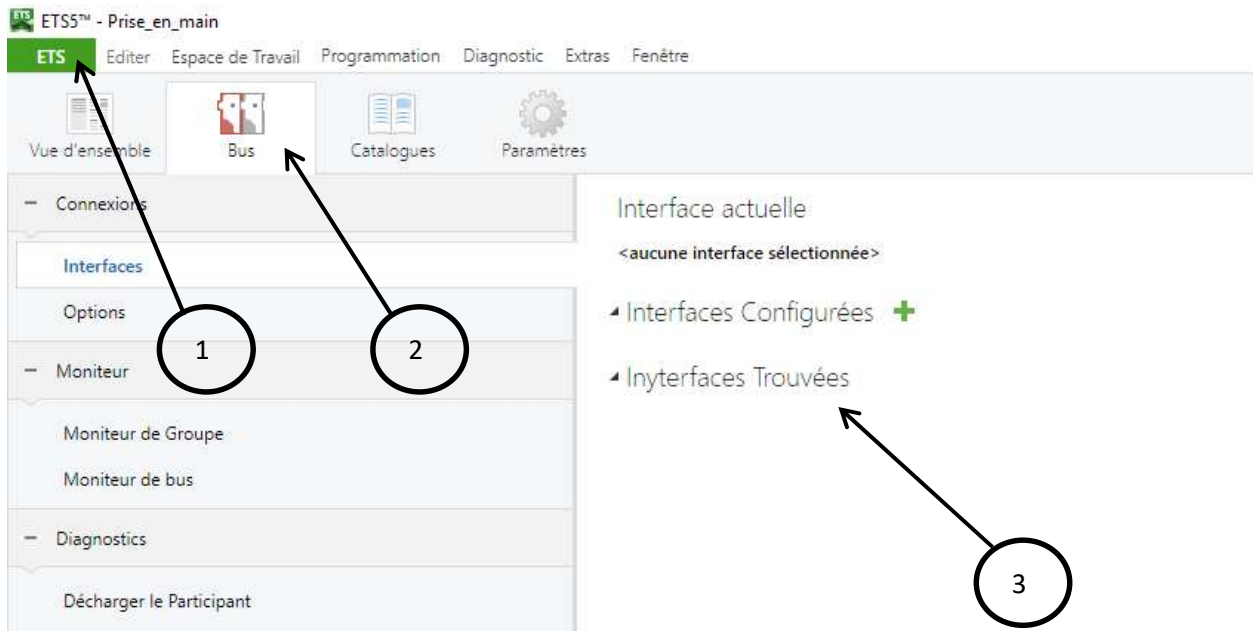 ETS ETS5™ - Prise_en_main
ETS Editer Espace de Travail Programmation Diagnostic Extras Fenêtre
Vue d'ensemble Bus Catalogues Paramètres
Connexions
Interfaces
Options
Moniteur
Moniteur de Groupe
Moniteur de bus
Diagnostics
Décharger le Participant
Interface actuelle
<aucune interface sélectionnée>
Interfaces Configurées
Inyterfaces Trouvées
1
2
3